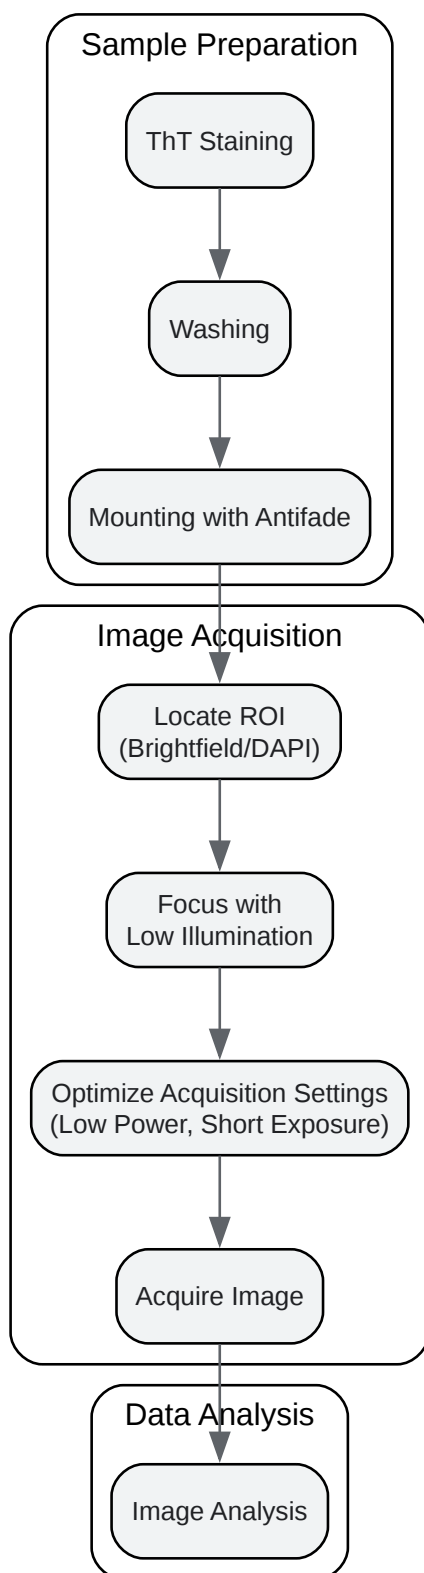 Sample Preparation
ThT Staining
Washing
Mounting with Antifade
Image Acquisition
Locate ROI
(Brightfield/DAPI)
Focus with
Low Illumination
Optimize Acquisition Settings
(Low Power, Short Exposure)
Acquire Image
Data Analysis
Image Analysis